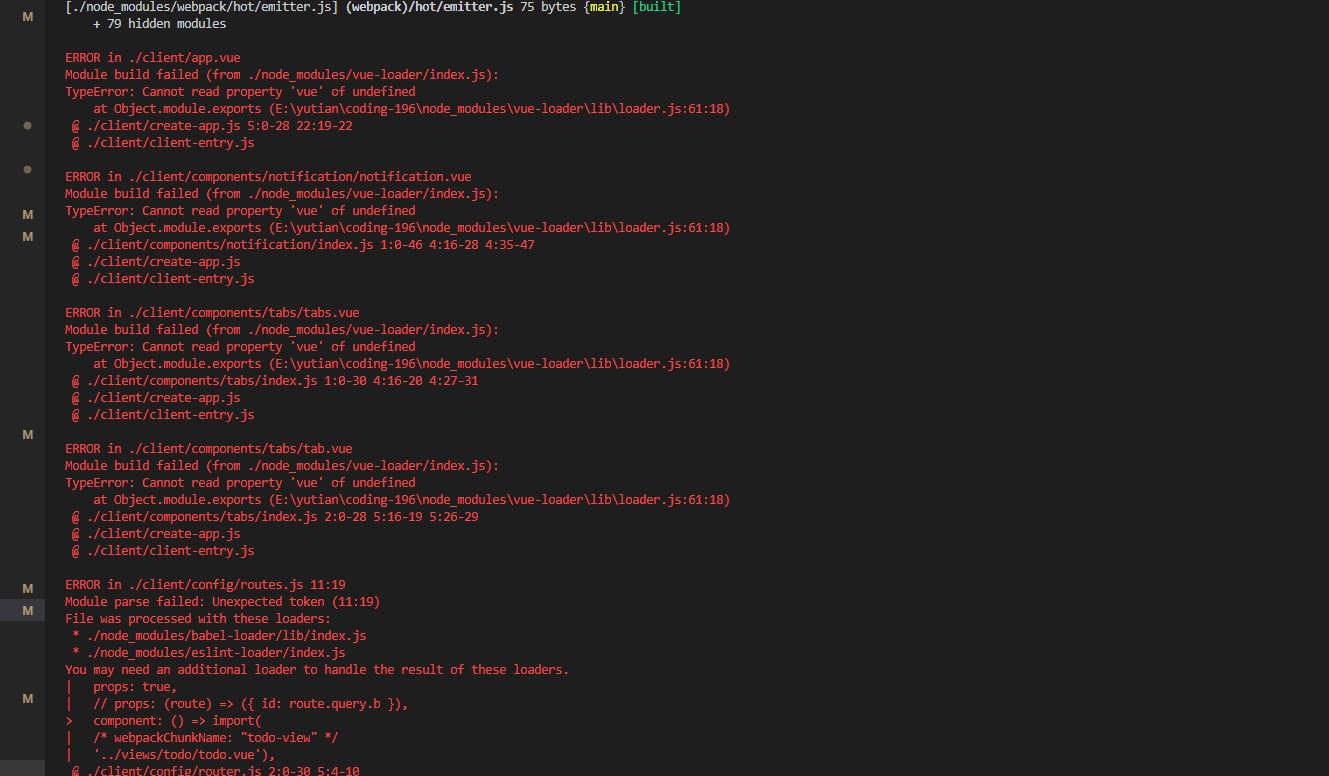 [./node_modules/webpack/hot/emitter.js] (webpack)/hot/emitter.js 75 bytes {main} [built]
M
+ 79 hidden modules
ERROR in ./client/app.vue
Module build failed (from ./node_modules/vue-loader/index.js):
TypeError: Cannot read property 'vue' of undefined
at Object.module.exports (E:\yutian\coding-196\node_modules\vue-loader\lib\loader.js:61:18)
@ ./client/create-app.js 5:0-28 22:19-22
@ ./client/client-entry.js
ERROR in ./client/components/notification/notification.vue
Module build failed (from ./node_modules/vue-loader/index.js):
TypeError: Cannot read property 'vue' of undefined
M
at Object.module.exports (E:\yutian\coding-196\node_modules\vue-loader\lib\loader.js:61:18)
M
@ ./client/components/notification/index.js 1:0-46 4:16-28 4:35-47
@ ./client/create-app.js
@ ./client/client-entry.js
ERROR in ./client/components/tabs/tabs.vue
Module build failed (from ./node_modules/vue-loader/index.js):
TypeError: Cannot read property 'vue' of undefined
at Object.module.exports (E:\yutian\coding-196\node_modules\vue-loader\lib\loader.js:61:18)
@ ./client/components/tabs/index.js 1:0-30 4:16-20 4:27-31
@ ./client/create-app.js
@ ./client/client-entry.js
M
ERROR in ./client/components/tabs/tab.vue
Module build failed (from ./node_modules/vue-loader/index.js):
TypeError: Cannot read property 'vue' of undefined
at Object.module.exports (E:\yutian\coding-196\node_modules\vue-loader\lib\loader.js:61:18)
@ ./client/components/tabs/index.js 2:0-28 5:16-19 5:26-29
@ ./client/create-app.js
@ ./client/client-entry.js
ERROR in ./client/config/routes.js 11:19
M
Module parse failed: Unexpected token (11:19)
M
File was processed with these loaders:
* ./node_modules/babel-loader/lib/index.js
* ./node_modules/eslint-loader/index.js
You may need an additional loader to handle the result of these loaders.
| props: true,
M
| // props: (route) => ({ id: route.query.b }),
> component: () => import(
| /* webpackChunkName: "todo-view" */
| '../views/todo/todo.vue'),
@ ./client/config/router.js 2:0-30 5:4-10